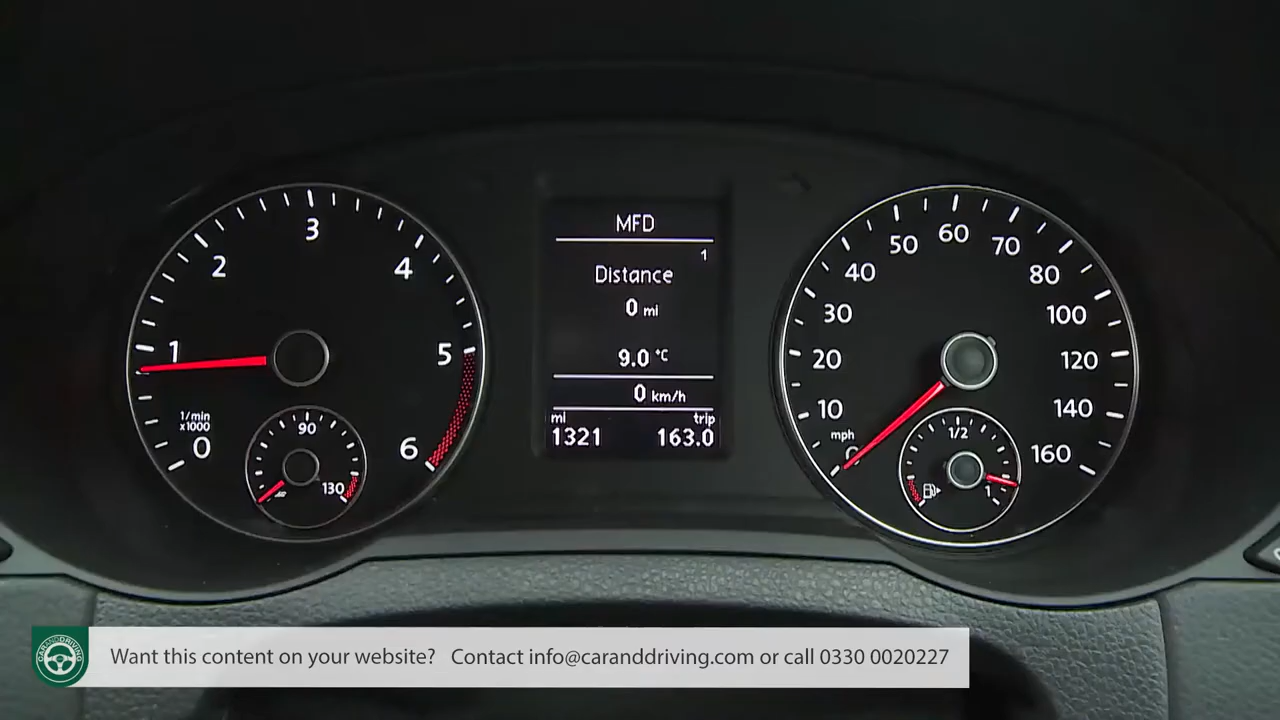 3
2
4
1
5
1/min
x1000
0
6
90
130
MFD
1
Distance
0 mi
9.0 °C
0 km/h
mi trip
1321 163.0
60
50 70
40 80
30 100
20 120
10 140
mph
0 160
1/2
1
CARANDDRIVING
Want this content on your website? Contact info@caranddriving.com or call 0330 0020227